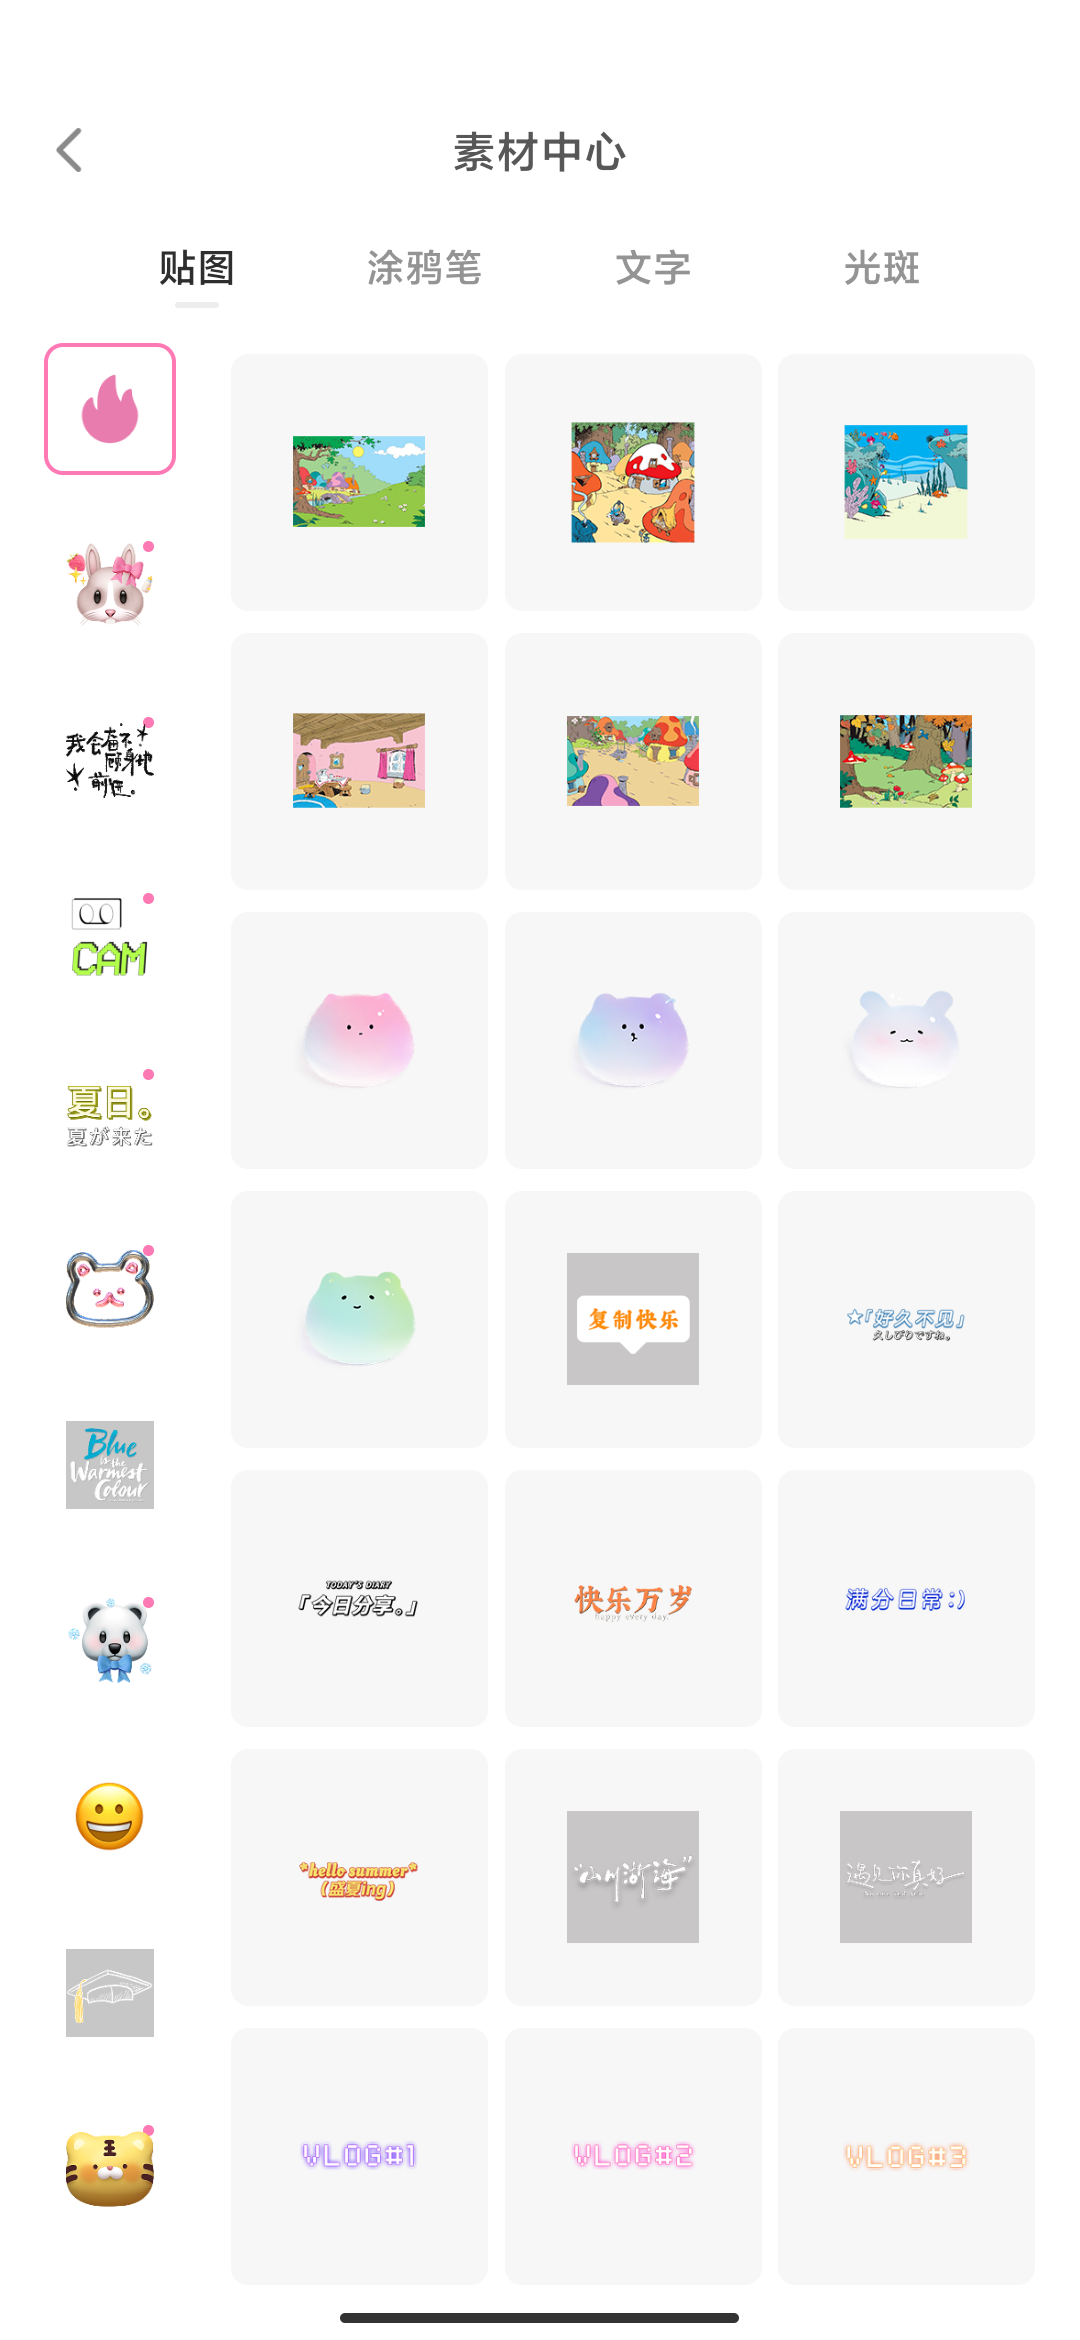 素材中心
贴图
涂鸦笔
文字
光斑
我会奋不
顾身地
前进。
CAM
夏日。
夏が来た
Blue
is the
Warmest
Colour
复制快乐
☆「好久不见」
久しびりですね。
TODAY'S DIARY
「今日分享。」
快乐万岁
happy every day.
满分日常:)
*hello summer*
(盛夏ing)
“山川湖海”
遇见你真好
VLOG#1
VLOG#2
VLOG#3